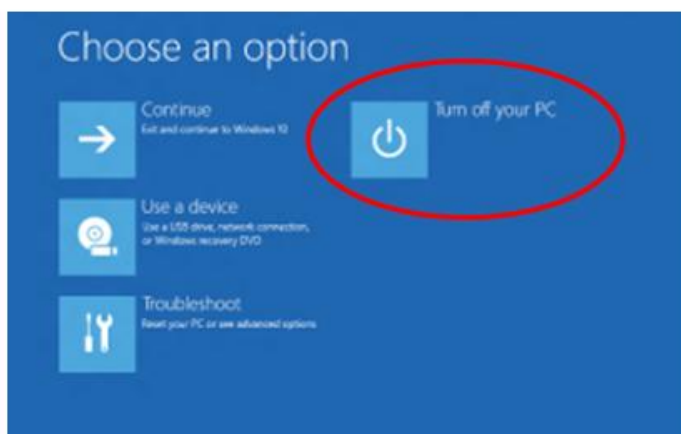 Choose an option
Continue
Exit and continue to Windows 10
Turn off your PC
Use a device
Use a USB drive, network connection,
or Windows recovery DVD
Troubleshoot
Reset your PC or see advanced options